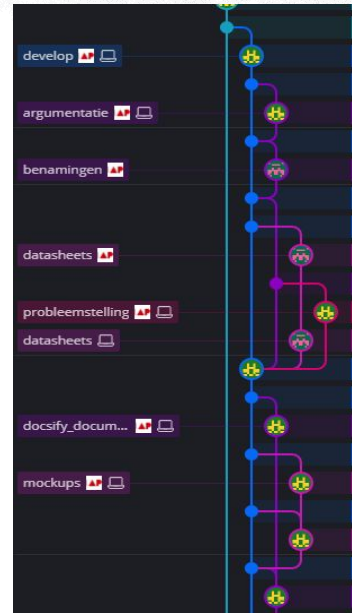 develop
argumentatie
benamingen
datasheets
probleemstelling
datasheets
docsify_docum...
mockups